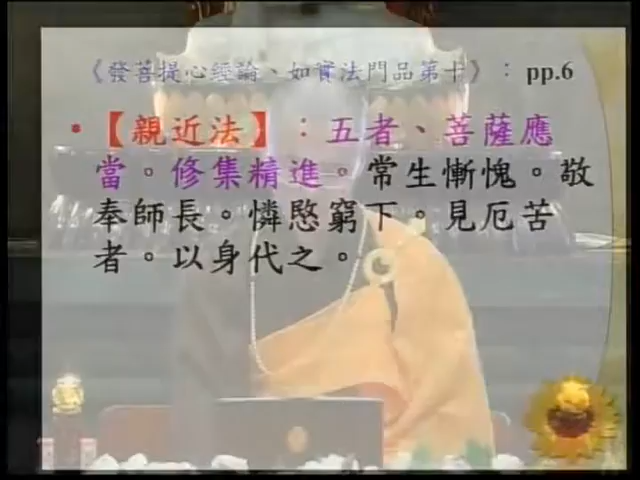 《發菩提心經論、如實法門品第十》：pp.6
•【親近法】：五者、菩薩應
當。修集精進。常生慚愧。敬
奉師長。憐愍窮下。見厄苦
者。以身代之。